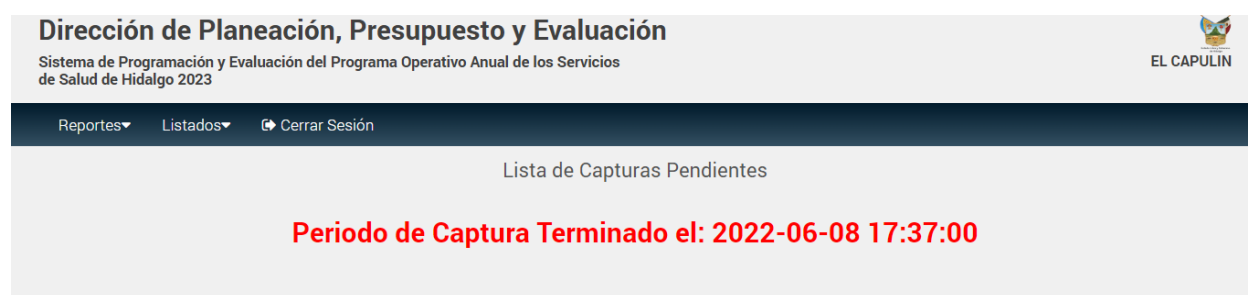 Dirección de Planeación, Presupuesto y Evaluación
Sistema de Programación y Evaluación del Programa Operativo Anual de los Servicios
de Salud de Hidalgo 2023
EL CAPULIN
Reportes
Listados
Cerrar Sesión
Lista de Capturas Pendientes
Periodo de Captura Terminado el: 2022-06-08 17:37:00